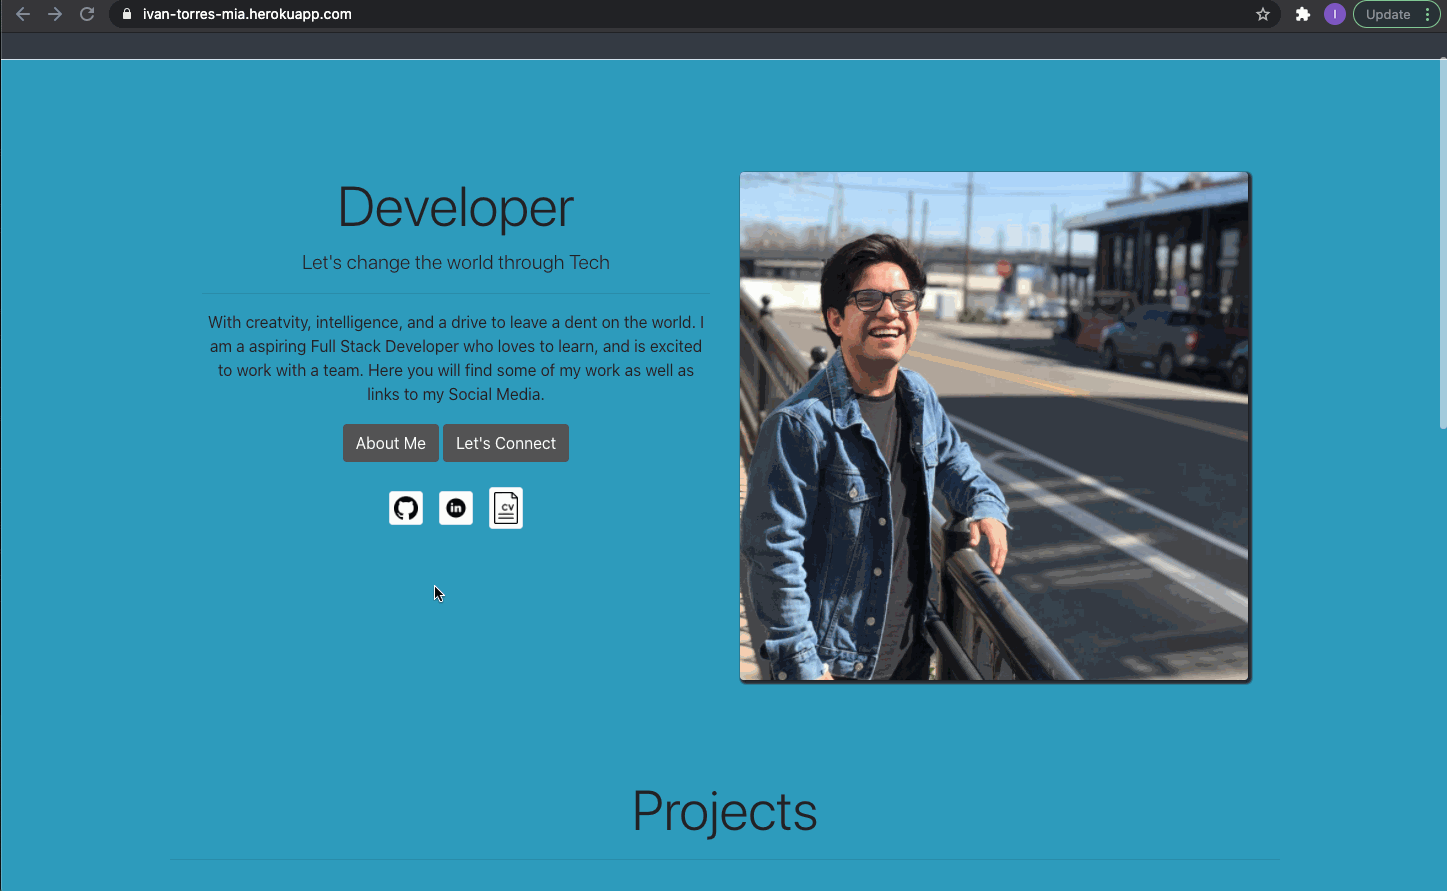 ivan-torres-mia.herokuapp.com
I
Update
Developer
Let's change the world through Tech
With creatvity, intelligence, and a drive to leave a dent on the world. I
am a aspiring Full Stack Developer who loves to learn, and is excited
to work with a team. Here you will find some of my work as well as
links to my Social Media.
About Me
Let's Connect
in
CV
Projects